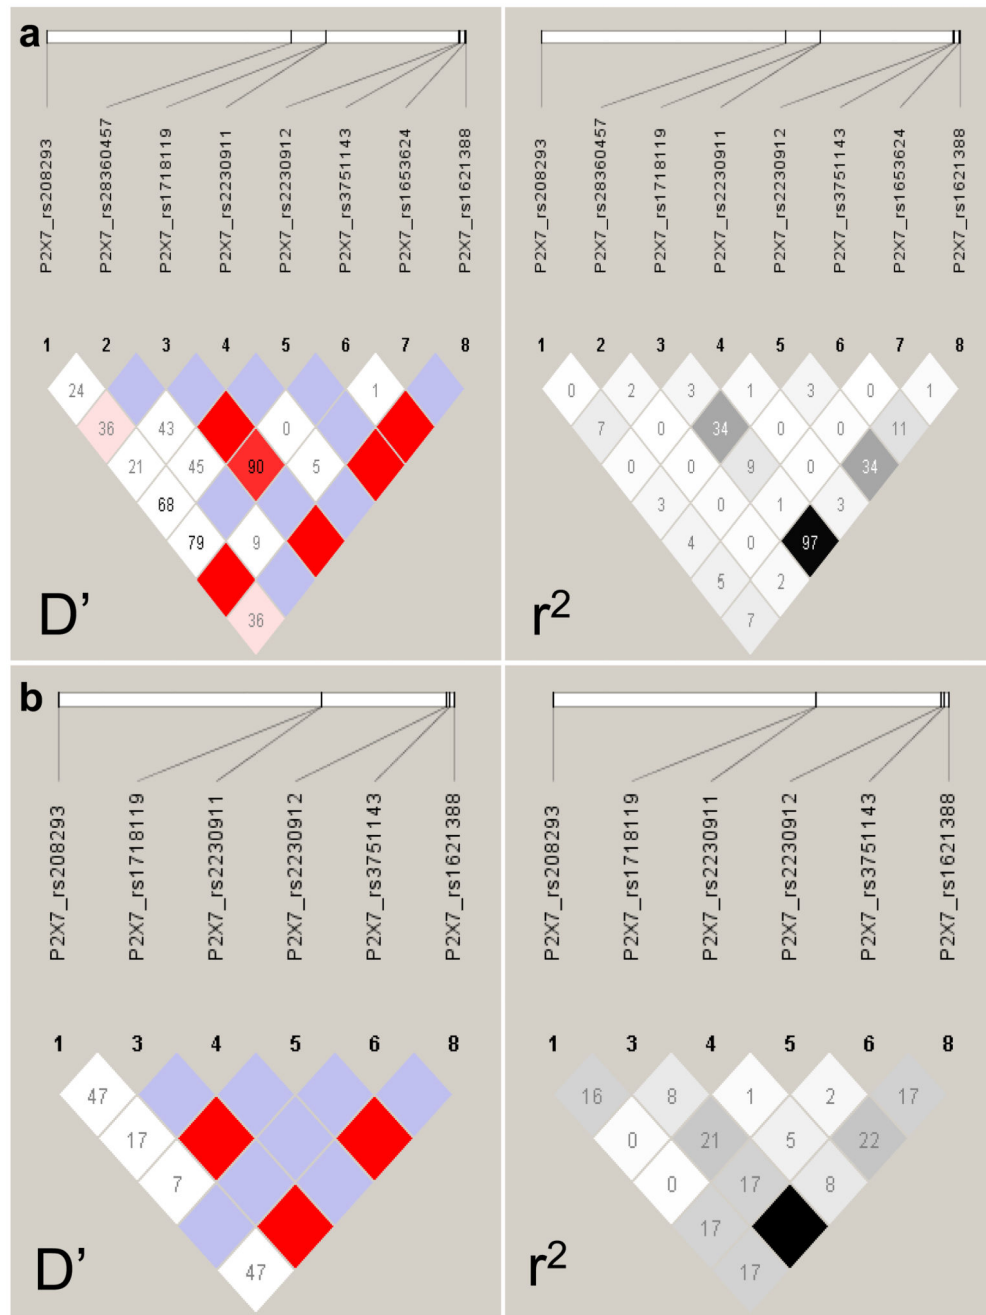 a
P2X7_rs208293
P2X7_rs28360457
P2X7_rs1718119
P2X7_rs2230911
P2X7_rs2230912
P2X7_rs3751143
P2X7_rs1653624
P2X7_rs1621388
1 2 3 4 5 6 7 8
24 1
36 43 0
21 45 90 5
68
79 9
36
D’
P2X7_rs208293
P2X7_rs28360457
P2X7_rs1718119
P2X7_rs2230911
P2X7_rs2230912
P2X7_rs3751143
P2X7_rs1653624
P2X7_rs1621388
1 2 3 4 5 6 7 8
0 2 3 1 3 0 1
7 0 34 0 0 11
0 0 9 0 34
3 0 1 3
4 0 97
5 2
7
r²
b
P2X7_rs208293
P2X7_rs1718119
P2X7_rs2230911
P2X7_rs2230912
P2X7_rs3751143
P2X7_rs1621388
1 3 4 5 6 8
47
17
7
47
D’
P2X7_rs208293
P2X7_rs1718119
P2X7_rs2230911
P2X7_rs2230912
P2X7_rs3751143
P2X7_rs1621388
1 3 4 5 6 8
16 8 1 2 17
0 21 5 22
0 17 8
17
17
r²